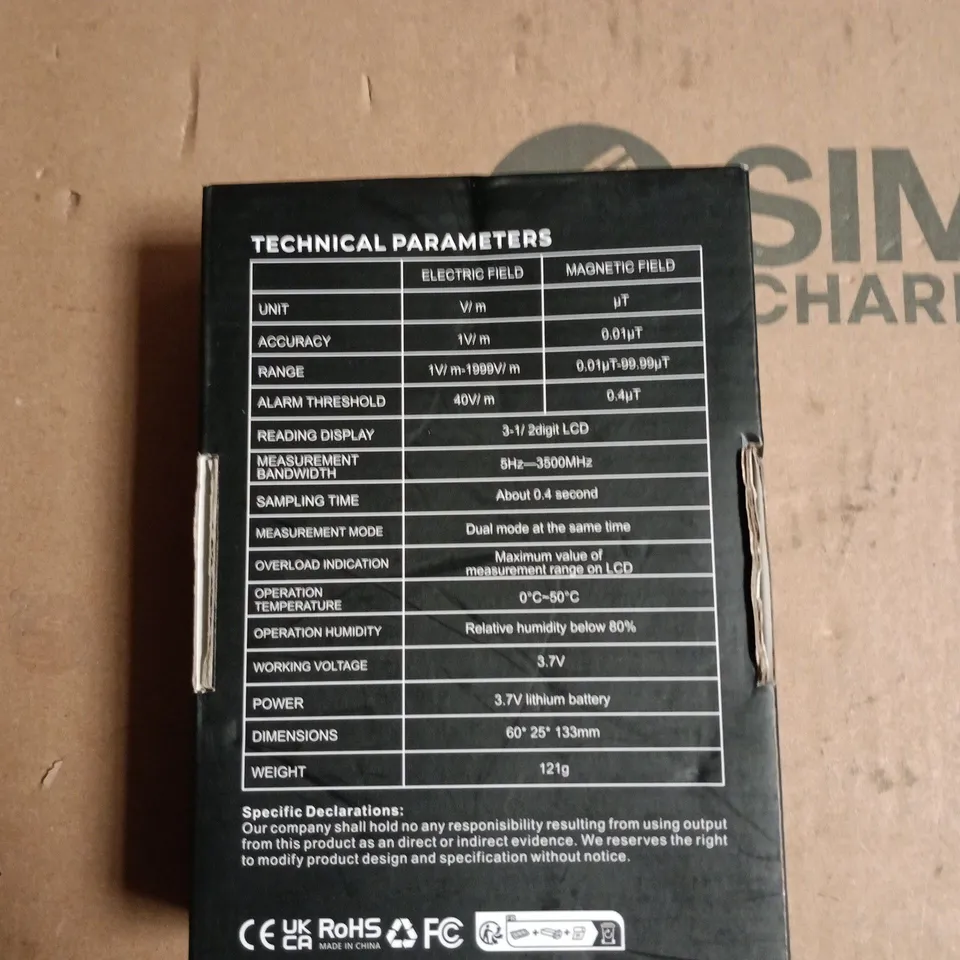 SIM
CHAR
TECHNICAL PARAMETERS
ELECTRIC FIELD MAGNETIC FIELD
UNIT V/ m μT
ACCURACY 1V/ m 0.01μT
RANGE 1V/ m-1999V/ m 0.01μT-99.99μT
ALARM THRESHOLD 40V/ m 0.4μT
READING DISPLAY 3-1/ 2digit LCD
MEASUREMENT
BANDWIDTH 5Hz—3500MHz
SAMPLING TIME About 0.4 second
MEASUREMENT MODE Dual mode at the same time
OVERLOAD INDICATION Maximum value of
measurement range on LCD
OPERATION
TEMPERATURE 0°C~50°C
OPERATION HUMIDITY Relative humidity below 80%
WORKING VOLTAGE 3.7V
POWER 3.7V lithium battery
DIMENSIONS 60* 25* 133mm
WEIGHT 121g
Specific Declarations:
Our company shall hold no any responisibility resulting from using output
from this product as an direct or indirect evidence. We reserves the right
to modify product design and specification without notice.
CE UK CA RoHS FC
MADE IN CHINA